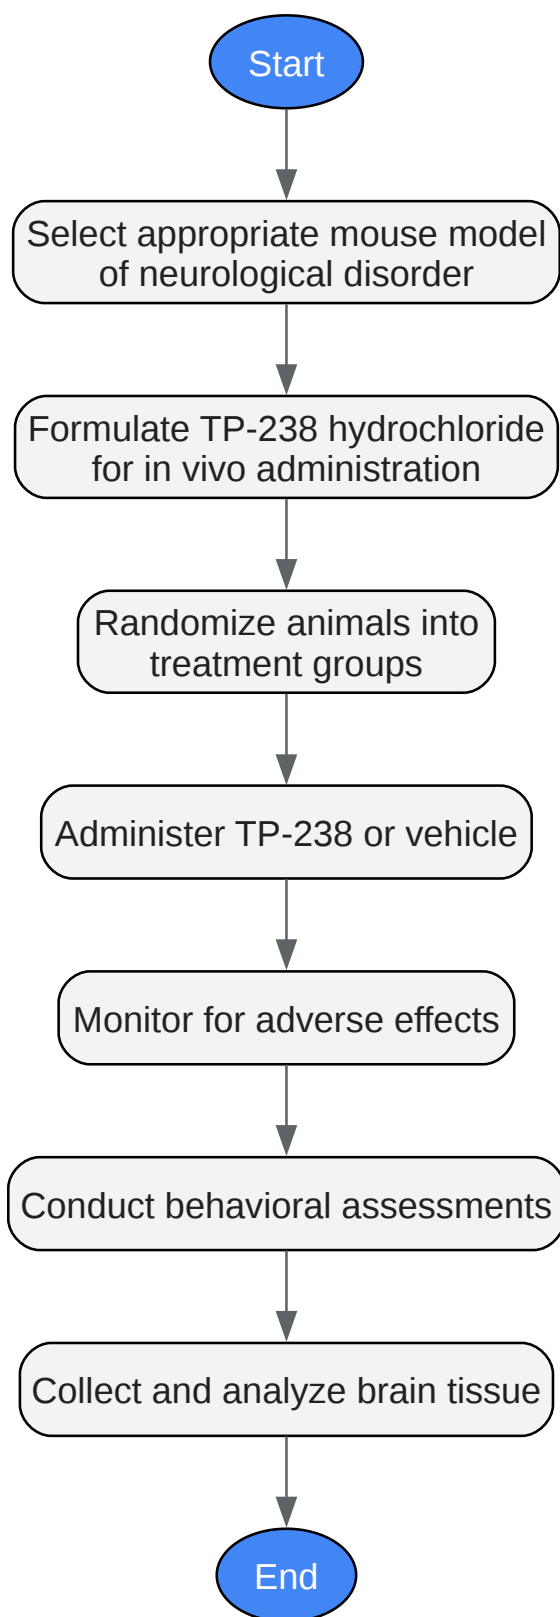 Start
Select appropriate mouse model
of neurological disorder
Formulate TP-238 hydrochloride
for in vivo administration
Randomize animals into
treatment groups
Administer TP-238 or vehicle
Monitor for adverse effects
Conduct behavioral assessments
Collect and analyze brain tissue
End